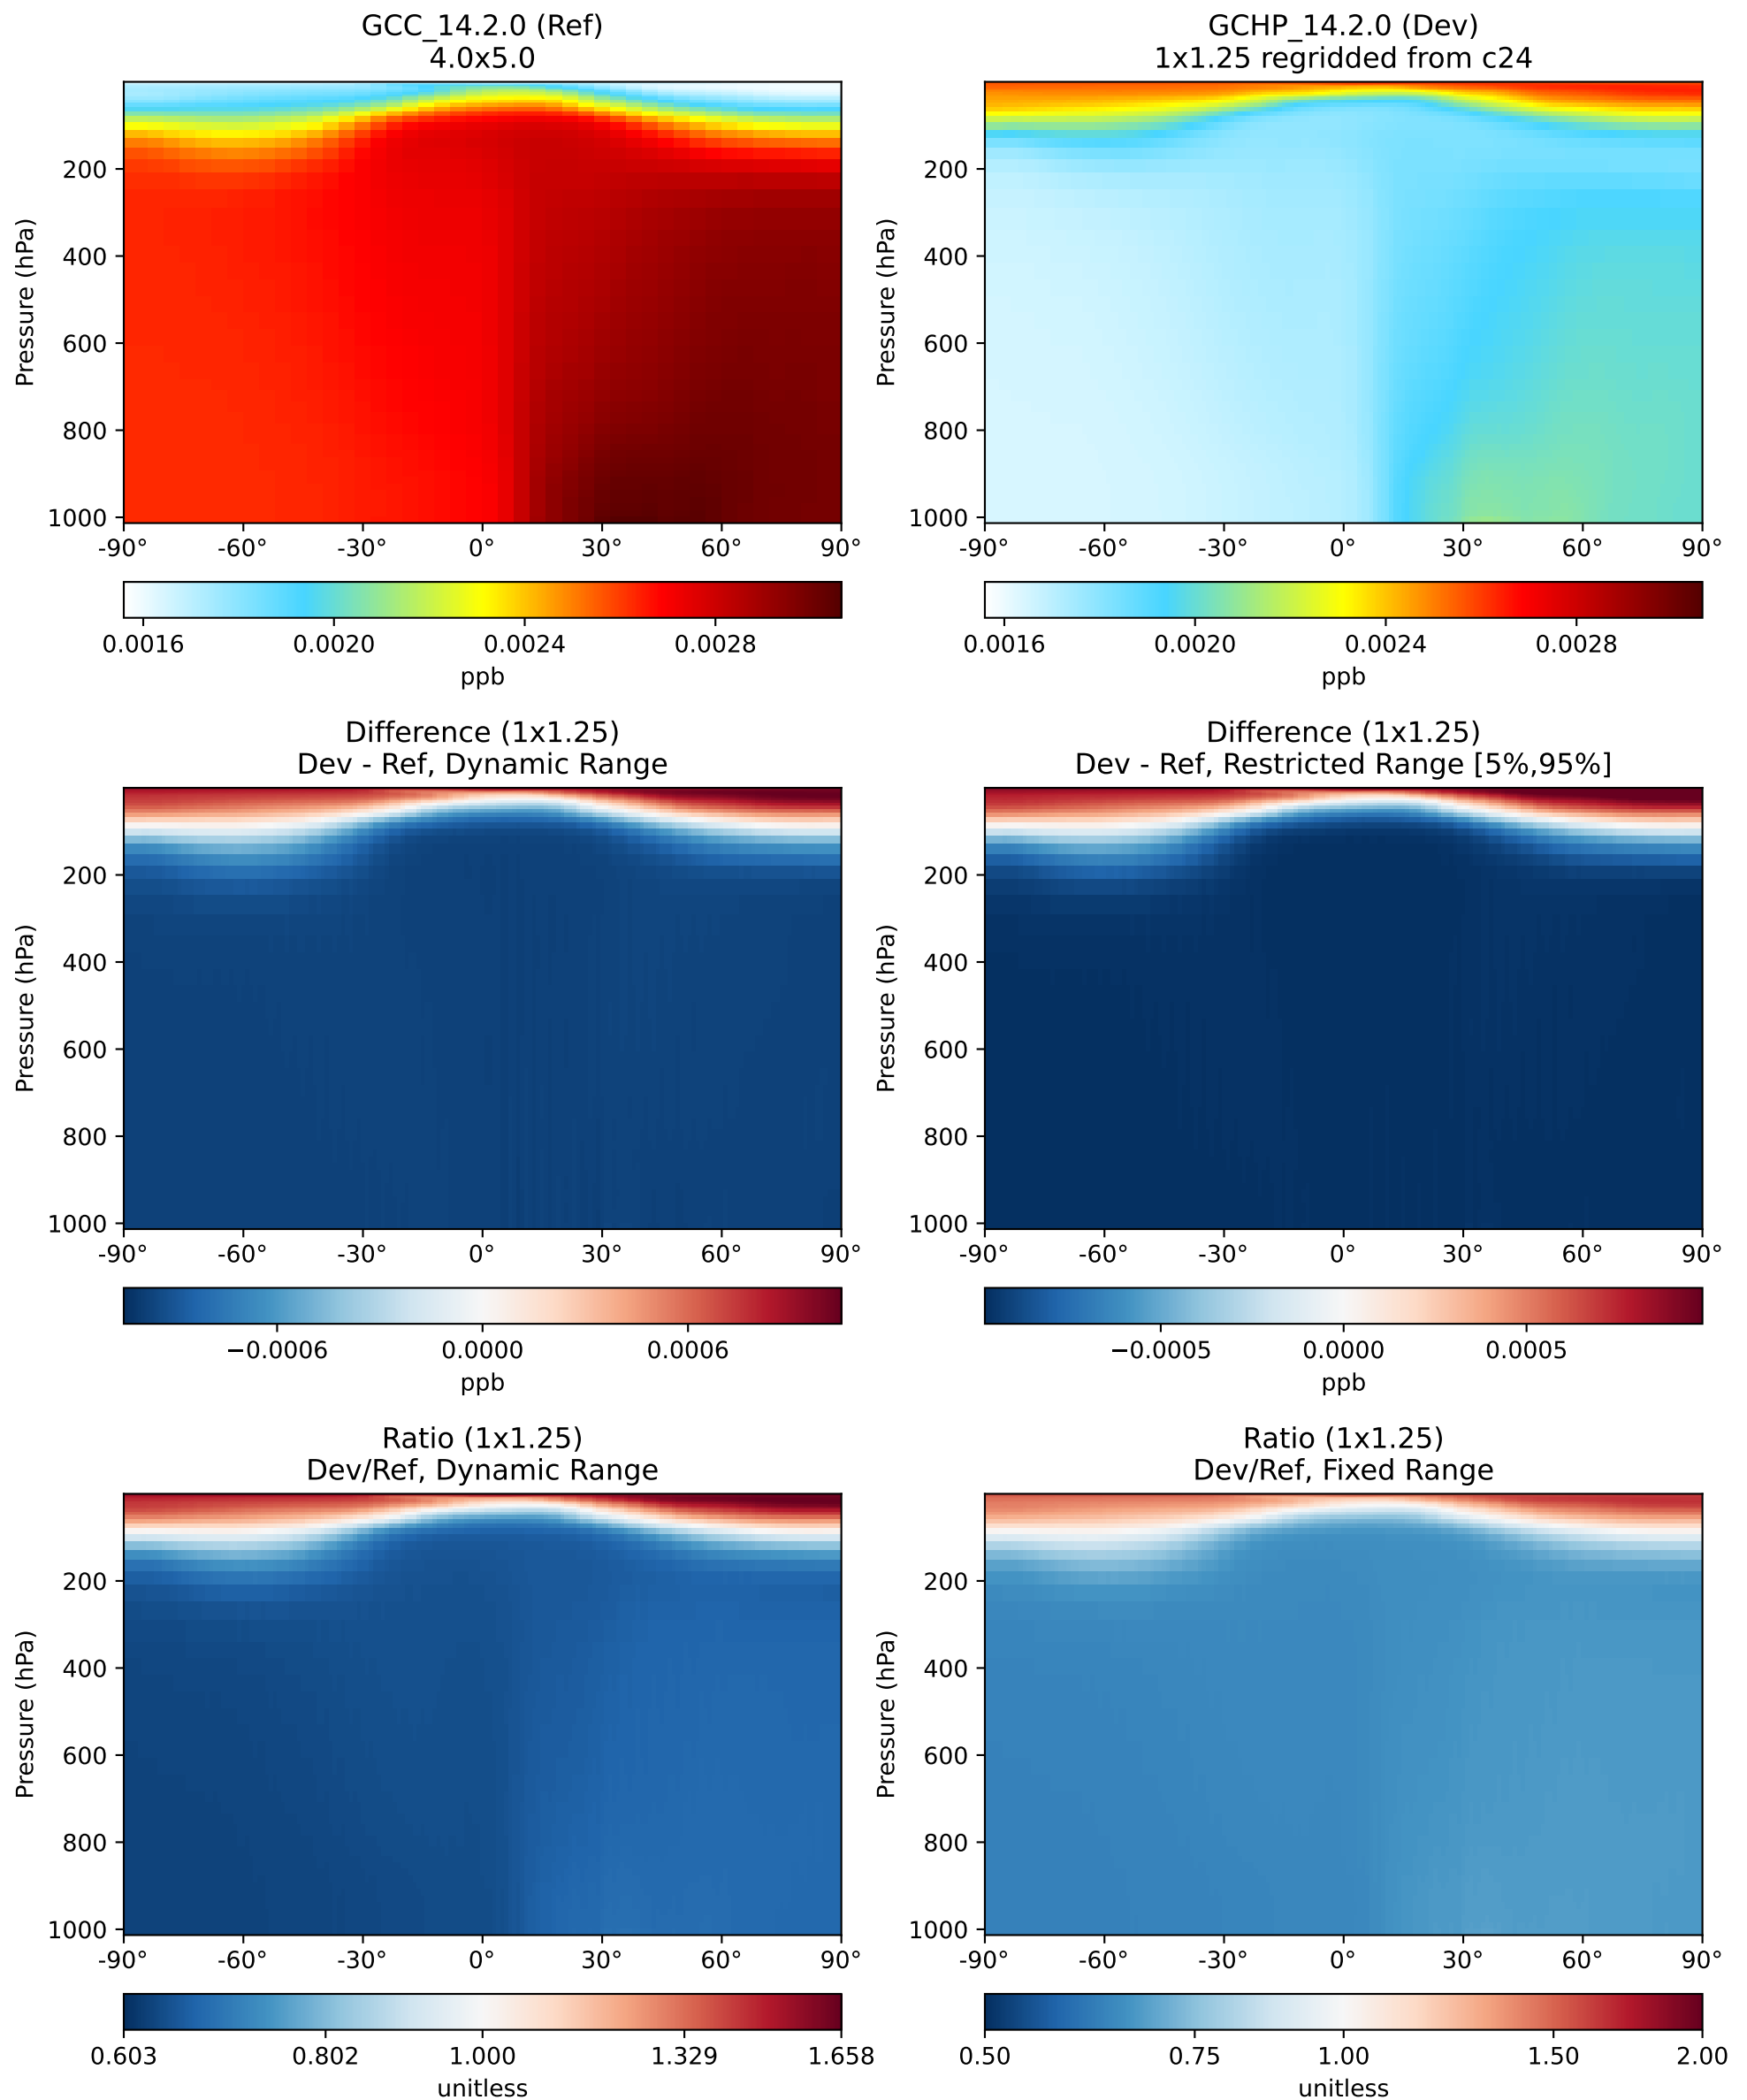 GCC_14.2.0 (Ref)
4.0x5.0
Pressure (hPa)
200
400
600
800
1000
-90° -60° -30° 0° 30° 60° 90°
0.0016 0.0020 0.0024 0.0028
ppb
GCHP_14.2.0 (Dev)
1x1.25 regridded from c24
Pressure (hPa)
200
400
600
800
1000
-90° -60° -30° 0° 30° 60° 90°
0.0016 0.0020 0.0024 0.0028
ppb
Difference (1x1.25)
Dev - Ref, Dynamic Range
Pressure (hPa)
200
400
600
800
1000
-90° -60° -30° 0° 30° 60° 90°
−0.0006 0.0000 0.0006
ppb
Difference (1x1.25)
Dev - Ref, Restricted Range [5%,95%]
Pressure (hPa)
200
400
600
800
1000
-90° -60° -30° 0° 30° 60° 90°
−0.0005 0.0000 0.0005
ppb
Ratio (1x1.25)
Dev/Ref, Dynamic Range
Pressure (hPa)
200
400
600
800
1000
-90° -60° -30° 0° 30° 60° 90°
0.603 0.802 1.000 1.329 1.658
unitless
Ratio (1x1.25)
Dev/Ref, Fixed Range
Pressure (hPa)
200
400
600
800
1000
-90° -60° -30° 0° 30° 60° 90°
0.50 0.75 1.00 1.50 2.00
unitless